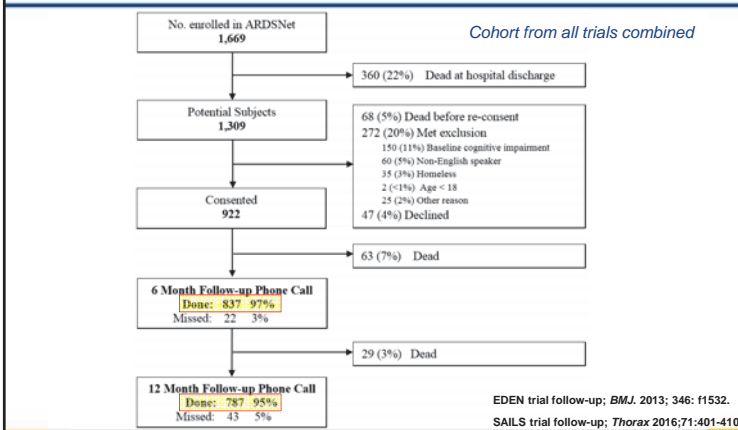 Cohort from all trials combined
No. enrolled in ARDSNet
1,669
360 (22%) Dead at hospital discharge
Potential Subjects
1,309
68 (5%) Dead before re-consent
272 (20%) Met exclusion
150 (11%) Baseline cognitive impairment
60 (5%) Non-English speaker
35 (3%) Homeless
2 (<1%) Age < 18
25 (2%) Other reason
47 (4%) Declined
Consented
922
63 (7%) Dead
6 Month Follow-up Phone Call
Done: 837 97%
Missed: 22 3%
29 (3%) Dead
12 Month Follow-up Phone Call
Done: 787 95%
Missed: 43 5%
EDEN trial follow-up; BMJ. 2013; 346: f1532.
SAILS trial follow-up; Thorax 2016;71:401-410